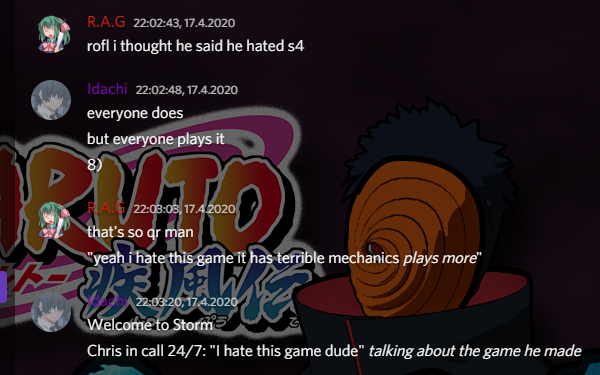 R.A.G 22:02:43, 17.4.2020
rofl i thought he said he hated s4
Idachi 22:02:48, 17.4.2020
everyone does
but everyone plays it
8)
R.A.G 22:03:03, 17.4.2020
that's so qr man
"yeah i hate this game it has terrible mechanics plays more"
Idachi 22:03:20, 17.4.2020
Welcome to Storm
Chris in call 24/7: "I hate this game dude" talking about the game he made
ARUTO
疾風伝